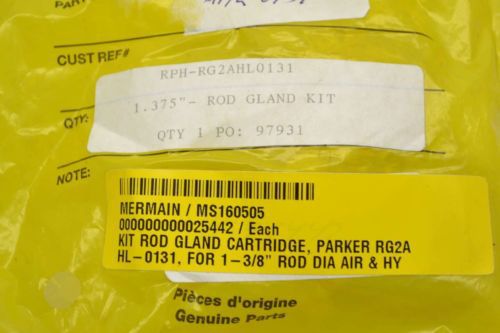 PART
CUST REF#
RPH-RG2AHL0131
1.375"- ROD GLAND KIT
QTY:
QTY 1 PO: 97931
NOTE:
MERMAIN / MS160505
000000000025442 / Each
KIT ROD GLAND CARTRIDGE, PARKER RG2A
HL-0131, FOR 1-3/8" ROD DIA AIR & HY
Pièces d'origine
Genuine Parts